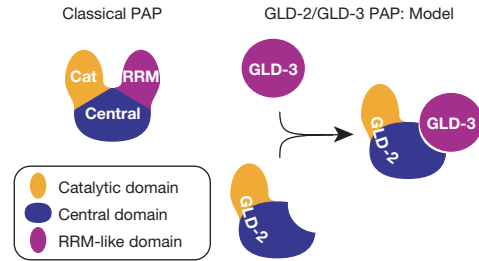 Classical PAP
GLD-2/GLD-3 PAP: Model
Cat
RRM
Central
GLD-3
GLD-2
GLD-2
GLD-3
Catalytic domain
Central domain
RRM-like domain